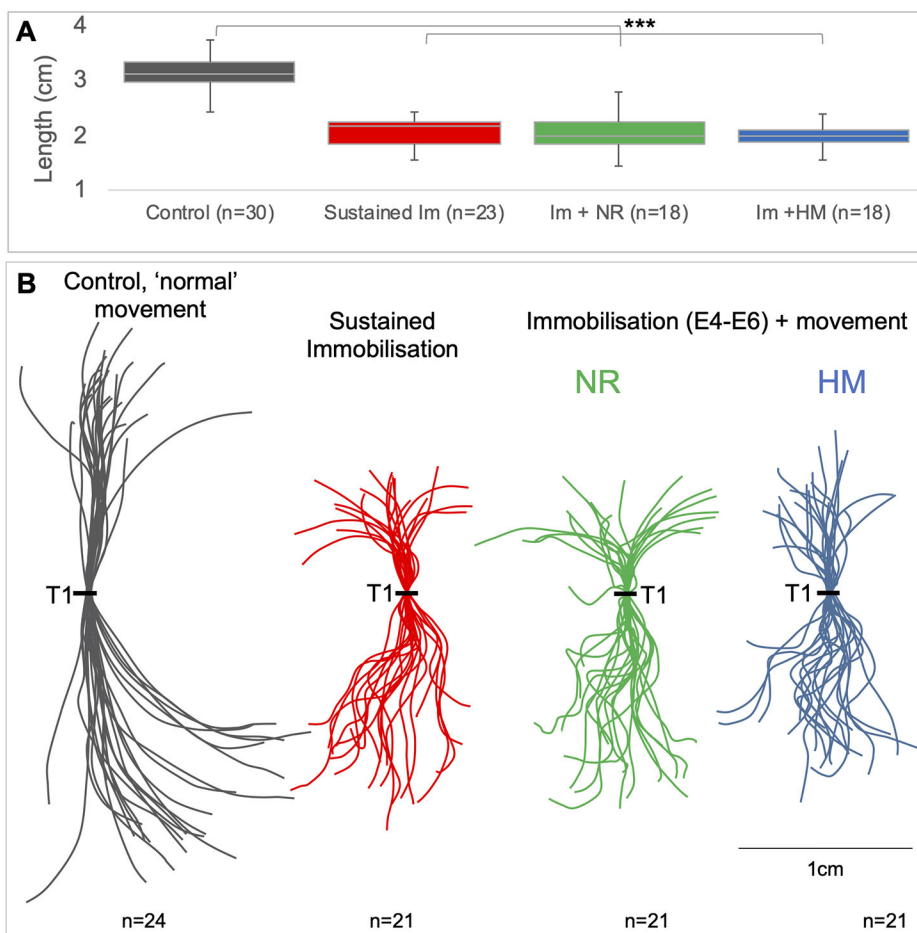 A
***
Length (cm)
4
3
2
1
Control (n=30)
Sustained Im (n=23)
Im + NR (n=18)
Im +HM (n=18)
B
Control, ‘normal’
movement
Sustained
Immobilisation
Immobilisation (E4-E6) + movement
NR
HM
T1
T1
T1
T1
1cm
n=24
n=21
n=21
n=21